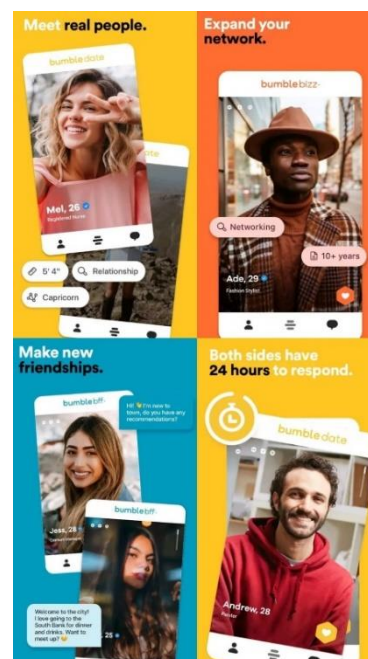 Meet real people.
bumble date
Mel, 26
Registered Nurse
5' 4"
Relationship
Capricorn
Expand your
network.
bumble bizz
Networking
10+ years
Ade, 29
Fashion Stylist
Make new
friendships.
bumble bff
Hi! 👋 I'm new to
town, do you have any
recommendations?
Jess, 28
bumble bff
Welcome to the city!
I love going to the
South Bank for dinner
and drinks. Want to
meet up? 😊
25
Both sides have
24 hours to respond.
bumble date
Andrew, 28